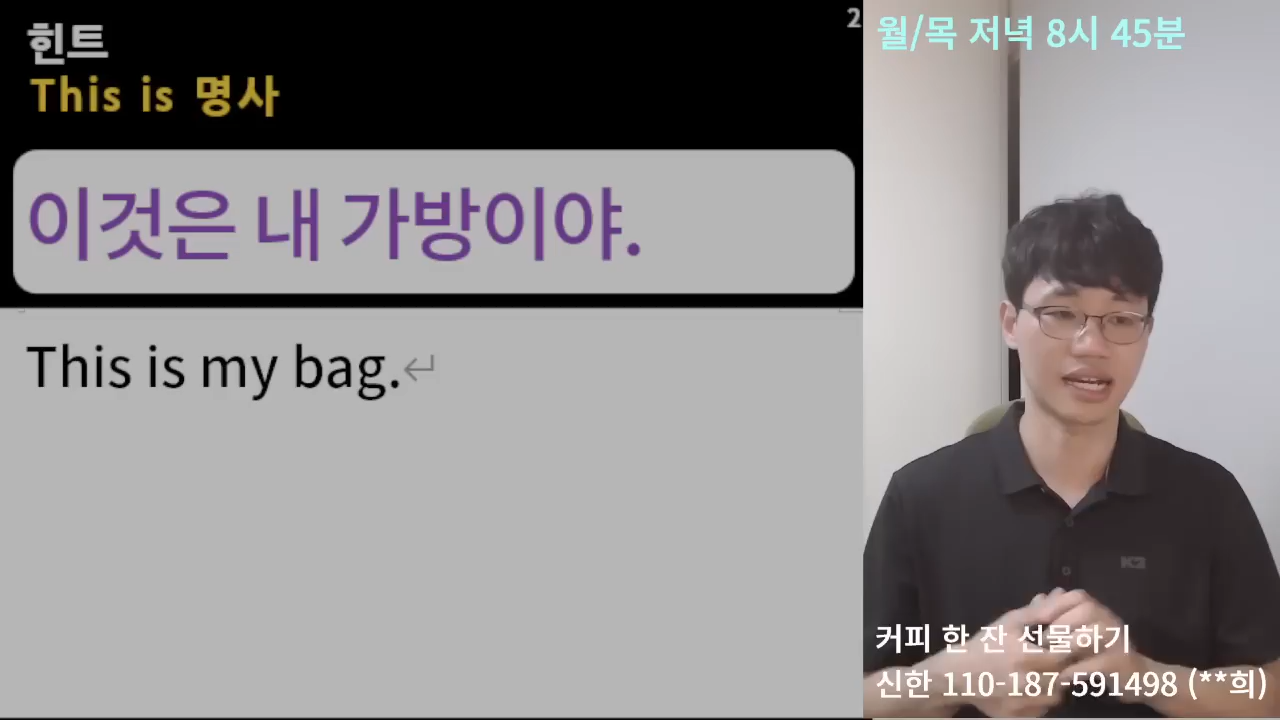 힌트
This is 명사
2
이것은 내 가방이야.
This is my bag.↵
월/목 저녁 8시 45분
K2
커피 한 잔 선물하기
신한 110-187-591498 (**희)